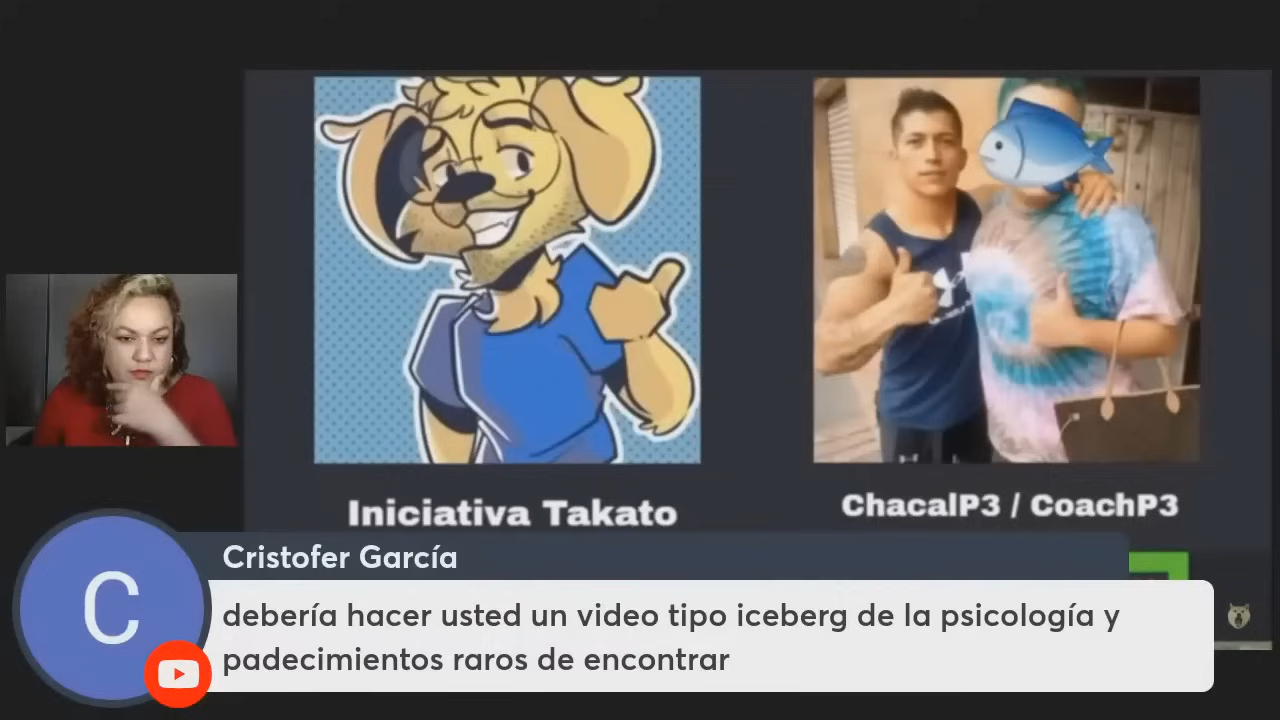 Iniciativa Takato
ChacalP3 / CoachP3
C
Cristofer García
debería hacer usted un video tipo iceberg de la psicología y
padecimientos raros de encontrar